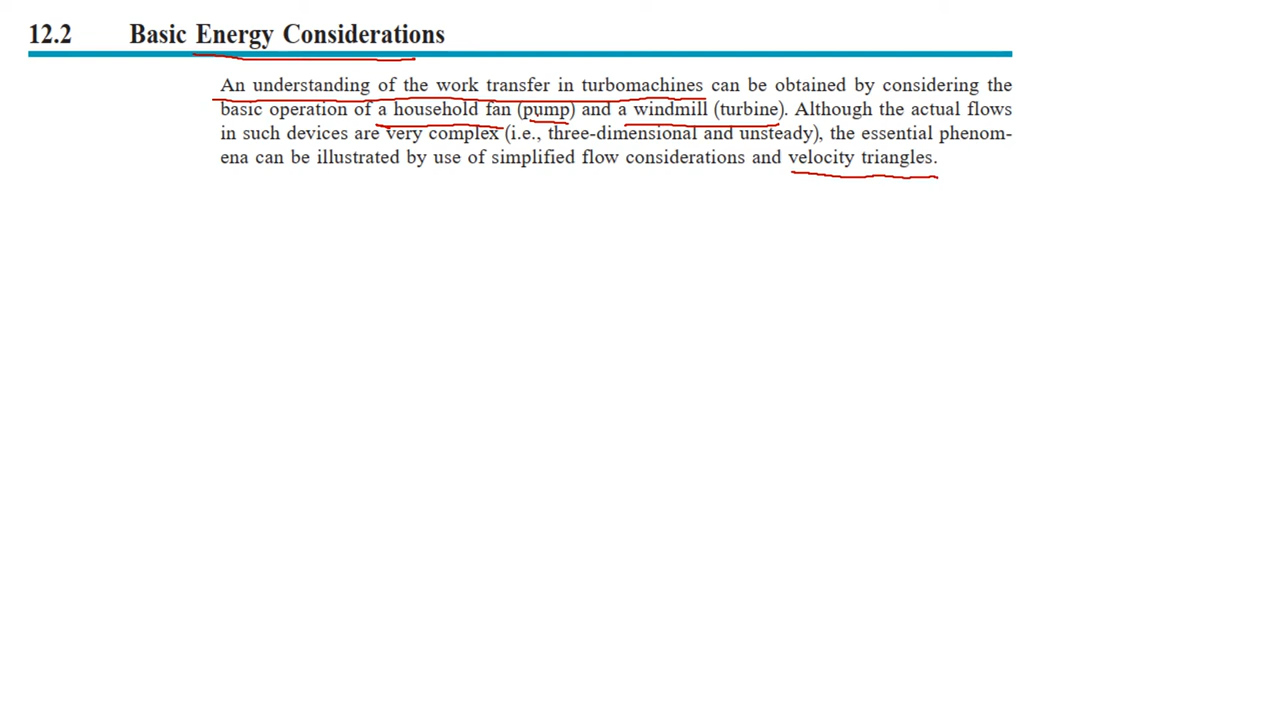 12.2 Basic Energy Considerations
An understanding of the work transfer in turbomachines can be obtained by considering the
basic operation of a household fan (pump) and a windmill (turbine). Although the actual flows
in such devices are very complex (i.e., three-dimensional and unsteady), the essential phenom-
ena can be illustrated by use of simplified flow considerations and velocity triangles.